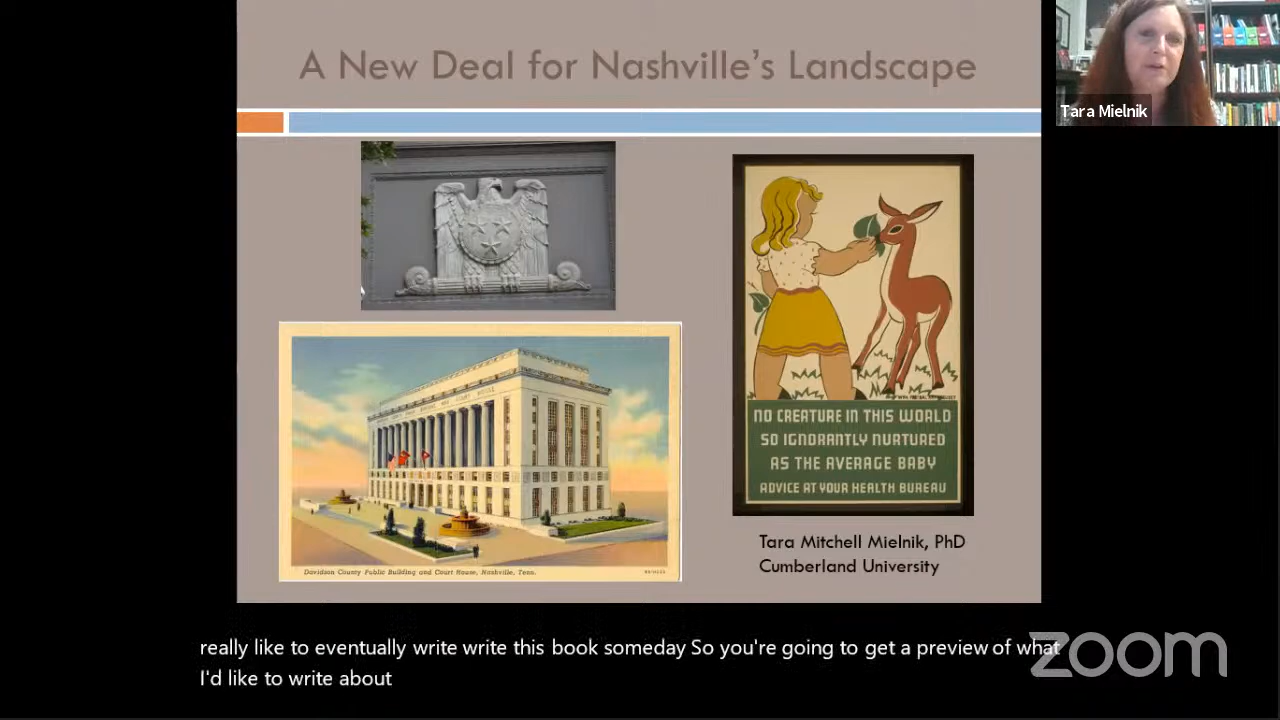 A New Deal for Nashville's Landscape
Tara Mielnik
NO CREATURE IN THIS WORLD
SO IGNORANTLY NURTURED
AS THE AVERAGE BABY
ADVICE AT YOUR HEALTH BUREAU
Davidson County Public Building and Court House, Nashville, Tenn.
Tara Mitchell Mielnik, PhD
Cumberland University
really like to eventually write write this book someday So you're going to get a preview of what
I'd like to write about
zoom